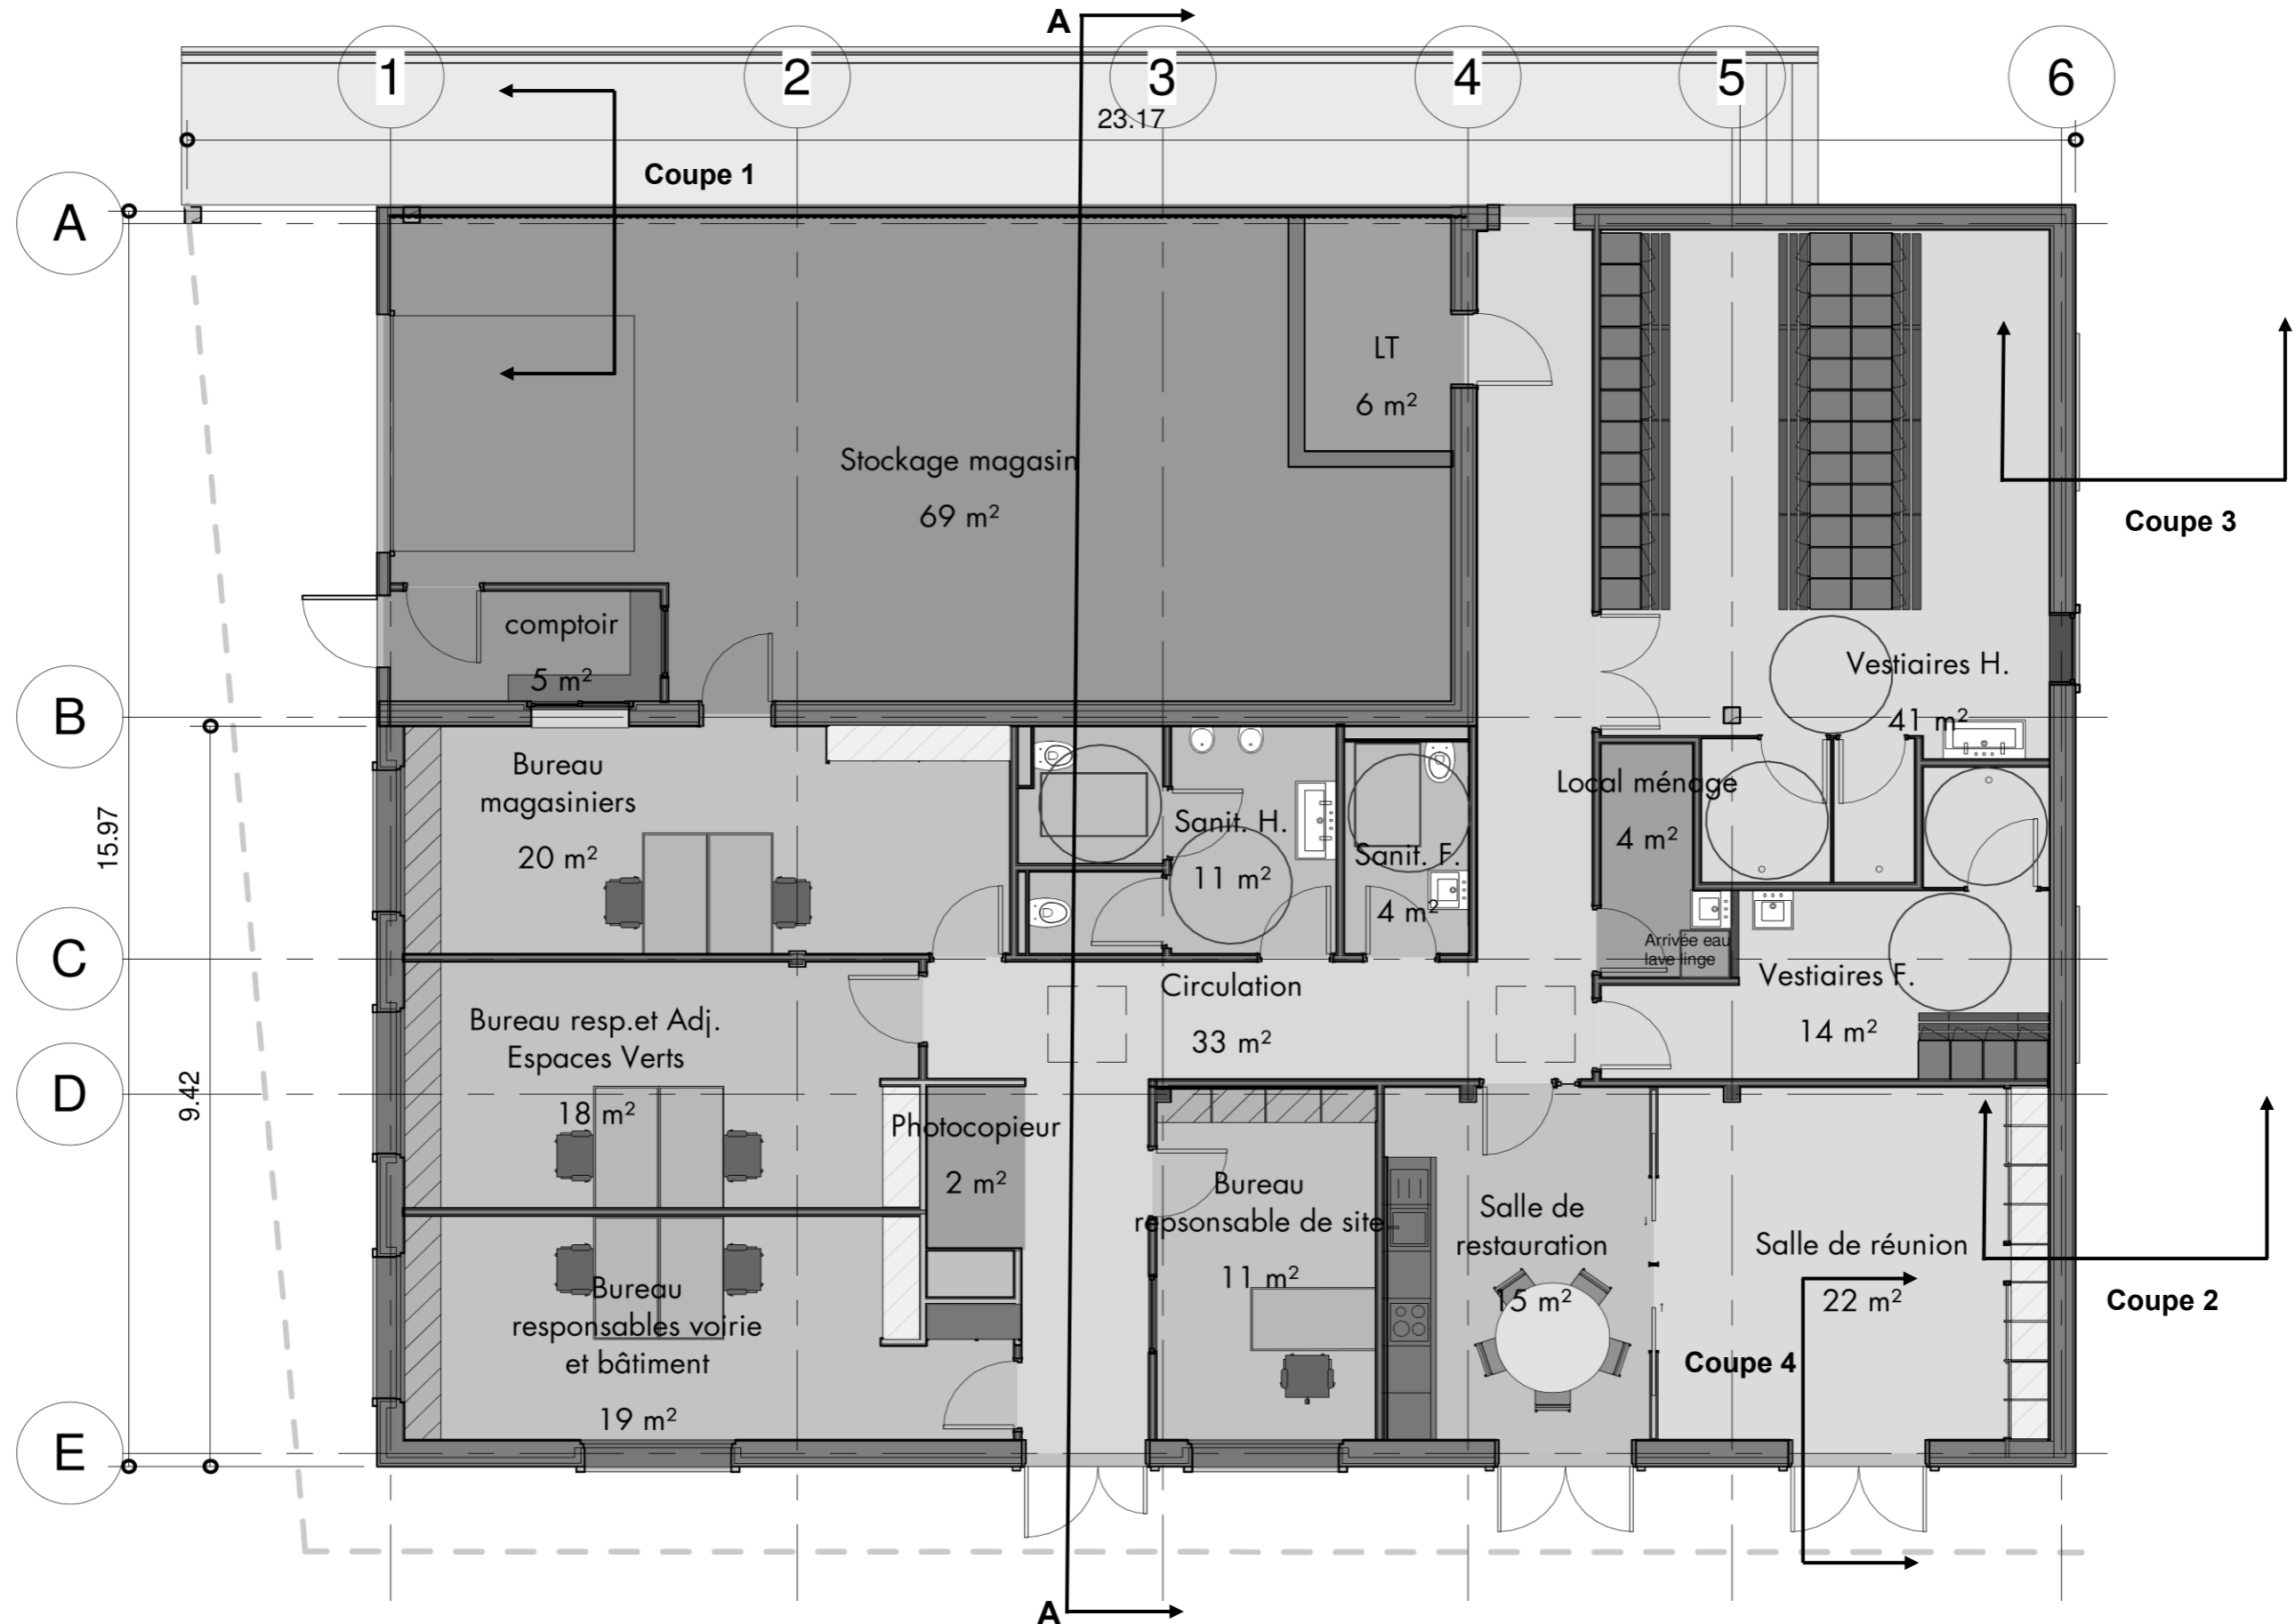 A
1
2
3
4
5
6
23.17
Coupe 1
A
LT
6 m²
Stockage magasin
69 m²
Coupe 3
comptoir
5 m²
Vestiaires H.
41 m²
B
Bureau
magasiniers
20 m²
Local ménage
4 m²
Sanit. H.
11 m²
Sanit. F.
4 m²
15.97
Arrivée eau
lave linge
C
Vestiaires F.
14 m²
Circulation
33 m²
Bureau resp.et Adj.
Espaces Verts
18 m²
D
9.42
Photocopieur
2 m²
Bureau
repsonsable de site
11 m²
Salle de
restauration
15 m²
Salle de réunion
22 m²
Coupe 2
Bureau
responsables voirie
et bâtiment
19 m²
Coupe 4
E
A